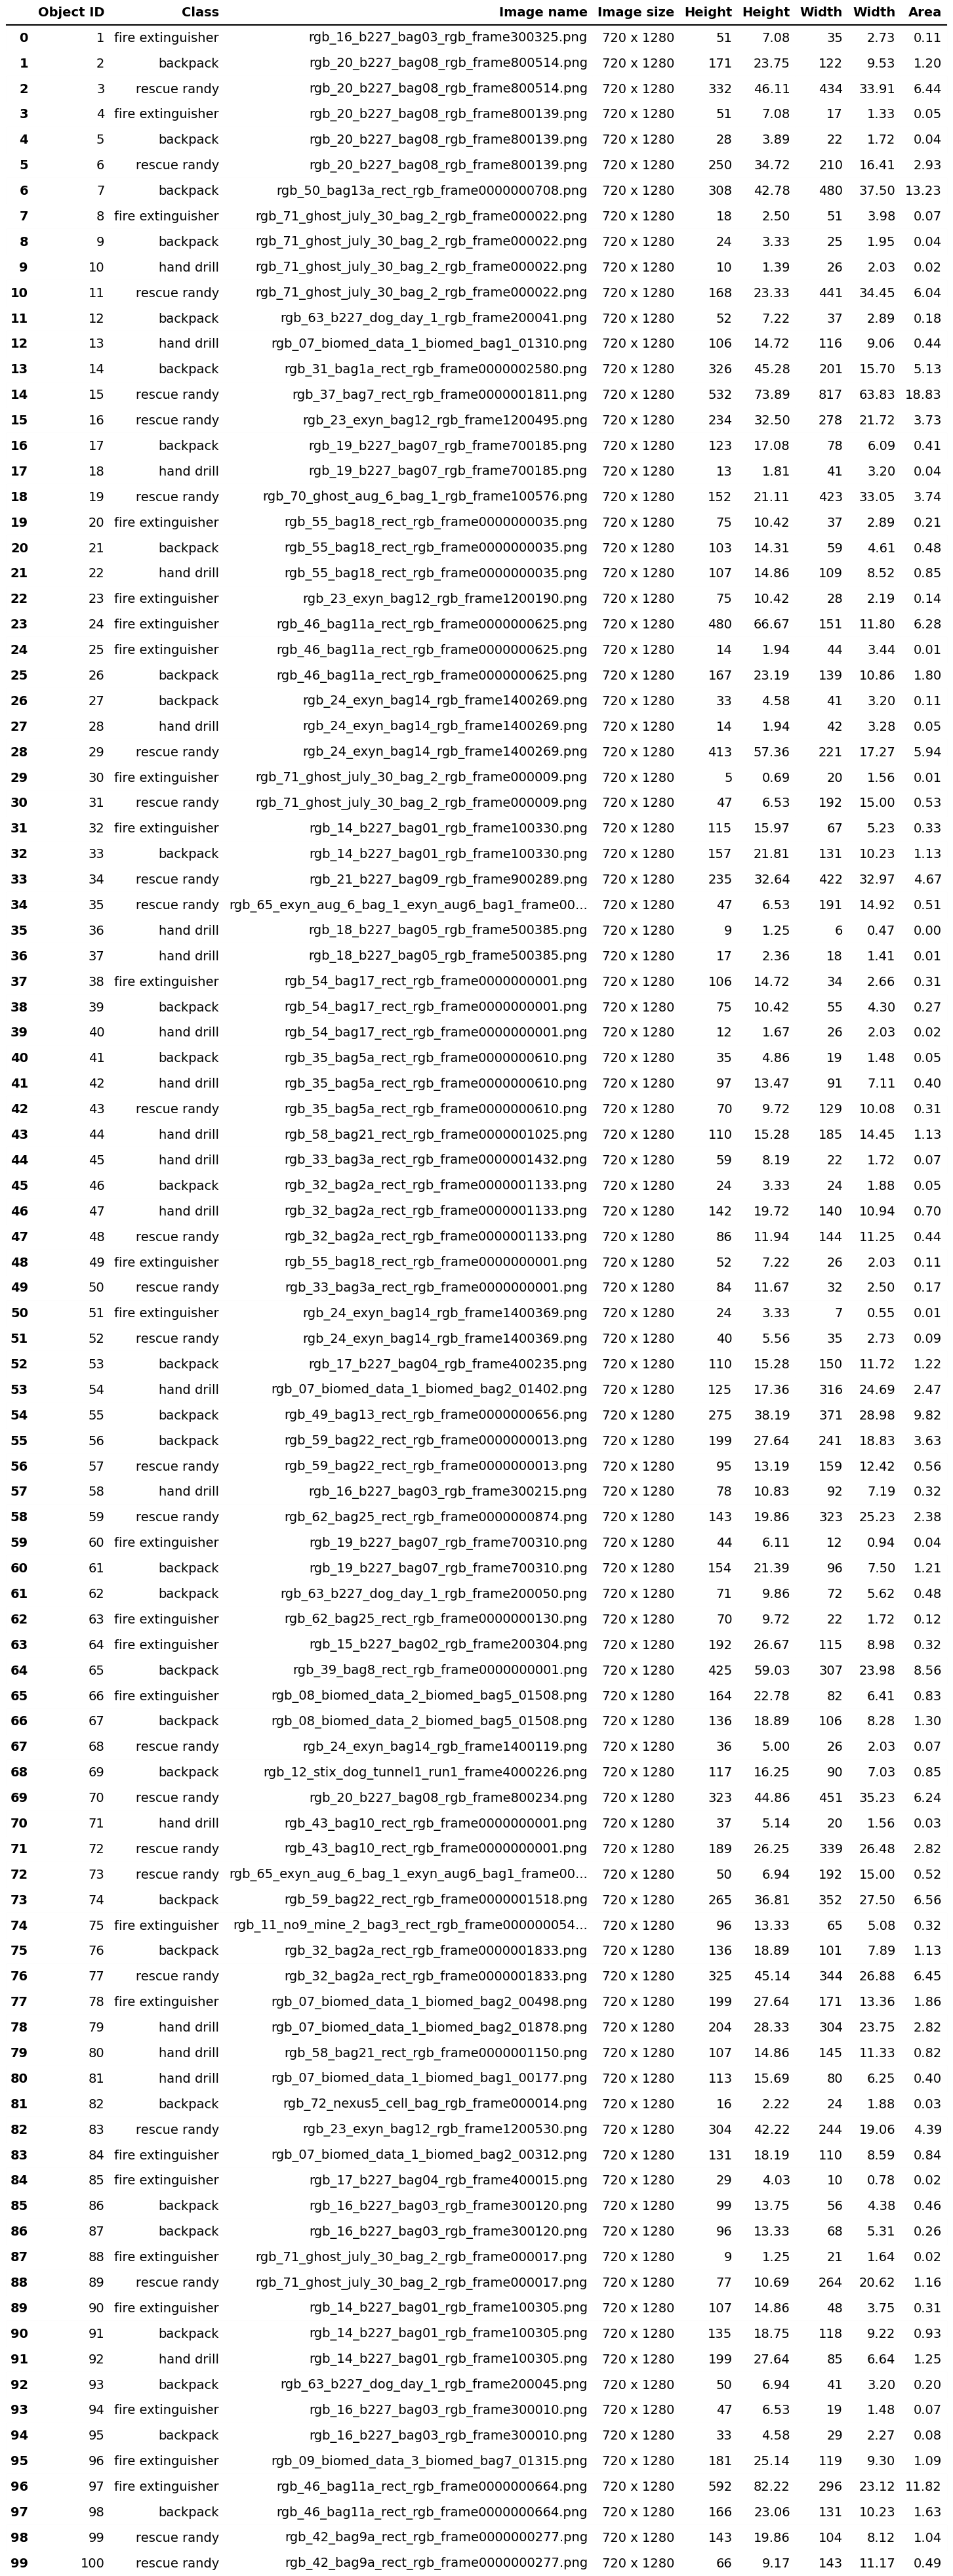 Object ID Class Image name Image size Height Height Width Width Area
0 1 fire extinguisher rgb_16_b227_bag03_rgb_frame300325.png 720 x 1280 51 7.08 35 2.73 0.11
1 2 backpack rgb_20_b227_bag08_rgb_frame800514.png 720 x 1280 171 23.75 122 9.53 1.20
2 3 rescue randy rgb_20_b227_bag08_rgb_frame800514.png 720 x 1280 332 46.11 434 33.91 6.44
3 4 fire extinguisher rgb_20_b227_bag08_rgb_frame800139.png 720 x 1280 51 7.08 17 1.33 0.05
4 5 backpack rgb_20_b227_bag08_rgb_frame800139.png 720 x 1280 28 3.89 22 1.72 0.04
5 6 rescue randy rgb_20_b227_bag08_rgb_frame800139.png 720 x 1280 250 34.72 210 16.41 2.93
6 7 backpack rgb_50_bag13a_rect_rgb_frame0000000708.png 720 x 1280 308 42.78 480 37.50 13.23
7 8 fire extinguisher rgb_71_ghost_july_30_bag_2_rgb_frame000022.png 720 x 1280 18 2.50 51 3.98 0.07
8 9 backpack rgb_71_ghost_july_30_bag_2_rgb_frame000022.png 720 x 1280 24 3.33 25 1.95 0.04
9 10 hand drill rgb_71_ghost_july_30_bag_2_rgb_frame000022.png 720 x 1280 10 1.39 26 2.03 0.02
10 11 rescue randy rgb_71_ghost_july_30_bag_2_rgb_frame000022.png 720 x 1280 168 23.33 441 34.45 6.04
11 12 backpack rgb_63_b227_dog_day_1_rgb_frame200041.png 720 x 1280 52 7.22 37 2.89 0.18
12 13 hand drill rgb_07_biomed_data_1_biomed_bag1_01310.png 720 x 1280 106 14.72 116 9.06 0.44
13 14 backpack rgb_31_bag1a_rect_rgb_frame0000002580.png 720 x 1280 326 45.28 201 15.70 5.13
14 15 rescue randy rgb_37_bag7_rect_rgb_frame0000001811.png 720 x 1280 532 73.89 817 63.83 18.83
15 16 rescue randy rgb_23_exyn_bag12_rgb_frame1200495.png 720 x 1280 234 32.50 278 21.72 3.73
16 17 backpack rgb_19_b227_bag07_rgb_frame700185.png 720 x 1280 123 17.08 78 6.09 0.41
17 18 hand drill rgb_19_b227_bag07_rgb_frame700185.png 720 x 1280 13 1.81 41 3.20 0.04
18 19 rescue randy rgb_70_ghost_aug_6_bag_1_rgb_frame100576.png 720 x 1280 152 21.11 423 33.05 3.74
19 20 fire extinguisher rgb_55_bag18_rect_rgb_frame0000000035.png 720 x 1280 75 10.42 37 2.89 0.21
20 21 backpack rgb_55_bag18_rect_rgb_frame0000000035.png 720 x 1280 103 14.31 59 4.61 0.48
21 22 hand drill rgb_55_bag18_rect_rgb_frame0000000035.png 720 x 1280 107 14.86 109 8.52 0.85
22 23 fire extinguisher rgb_23_exyn_bag12_rgb_frame1200190.png 720 x 1280 75 10.42 28 2.19 0.14
23 24 fire extinguisher rgb_46_bag11a_rect_rgb_frame0000000625.png 720 x 1280 480 66.67 151 11.80 6.28
24 25 fire extinguisher rgb_46_bag11a_rect_rgb_frame0000000625.png 720 x 1280 14 1.94 44 3.44 0.01
25 26 backpack rgb_46_bag11a_rect_rgb_frame0000000625.png 720 x 1280 167 23.19 139 10.86 1.80
26 27 backpack rgb_24_exyn_bag14_rgb_frame1400269.png 720 x 1280 33 4.58 41 3.20 0.11
27 28 hand drill rgb_24_exyn_bag14_rgb_frame1400269.png 720 x 1280 14 1.94 42 3.28 0.05
28 29 rescue randy rgb_24_exyn_bag14_rgb_frame1400269.png 720 x 1280 413 57.36 221 17.27 5.94
29 30 fire extinguisher rgb_71_ghost_july_30_bag_2_rgb_frame000009.png 720 x 1280 5 0.69 20 1.56 0.01
30 31 rescue randy rgb_71_ghost_july_30_bag_2_rgb_frame000009.png 720 x 1280 47 6.53 192 15.00 0.53
31 32 fire extinguisher rgb_14_b227_bag01_rgb_frame100330.png 720 x 1280 115 15.97 67 5.23 0.33
32 33 backpack rgb_14_b227_bag01_rgb_frame100330.png 720 x 1280 157 21.81 131 10.23 1.13
33 34 rescue randy rgb_21_b227_bag09_rgb_frame900289.png 720 x 1280 235 32.64 422 32.97 4.67
34 35 rescue randy rgb_65_exyn_aug_6_bag_1_exyn_aug6_bag1_frame00... 720 x 1280 47 6.53 191 14.92 0.51
35 36 hand drill rgb_18_b227_bag05_rgb_frame500385.png 720 x 1280 9 1.25 6 0.47 0.00
36 37 hand drill rgb_18_b227_bag05_rgb_frame500385.png 720 x 1280 17 2.36 18 1.41 0.01
37 38 fire extinguisher rgb_54_bag17_rect_rgb_frame0000000001.png 720 x 1280 106 14.72 34 2.66 0.31
38 39 backpack rgb_54_bag17_rect_rgb_frame0000000001.png 720 x 1280 75 10.42 55 4.30 0.27
39 40 hand drill rgb_54_bag17_rect_rgb_frame0000000001.png 720 x 1280 12 1.67 26 2.03 0.02
40 41 backpack rgb_35_bag5a_rect_rgb_frame0000000610.png 720 x 1280 35 4.86 19 1.48 0.05
41 42 hand drill rgb_35_bag5a_rect_rgb_frame0000000610.png 720 x 1280 97 13.47 91 7.11 0.40
42 43 rescue randy rgb_35_bag5a_rect_rgb_frame0000000610.png 720 x 1280 70 9.72 129 10.08 0.31
43 44 hand drill rgb_58_bag21_rect_rgb_frame0000001025.png 720 x 1280 110 15.28 185 14.45 1.13
44 45 hand drill rgb_33_bag3a_rect_rgb_frame0000001432.png 720 x 1280 59 8.19 22 1.72 0.07
45 46 backpack rgb_32_bag2a_rect_rgb_frame0000001133.png 720 x 1280 24 3.33 24 1.88 0.05
46 47 hand drill rgb_32_bag2a_rect_rgb_frame0000001133.png 720 x 1280 142 19.72 140 10.94 0.70
47 48 rescue randy rgb_32_bag2a_rect_rgb_frame0000001133.png 720 x 1280 86 11.94 144 11.25 0.44
48 49 fire extinguisher rgb_55_bag18_rect_rgb_frame0000000001.png 720 x 1280 52 7.22 26 2.03 0.11
49 50 rescue randy rgb_33_bag3a_rect_rgb_frame0000000001.png 720 x 1280 84 11.67 32 2.50 0.17
50 51 fire extinguisher rgb_24_exyn_bag14_rgb_frame1400369.png 720 x 1280 24 3.33 7 0.55 0.01
51 52 rescue randy rgb_24_exyn_bag14_rgb_frame1400369.png 720 x 1280 40 5.56 35 2.73 0.09
52 53 backpack rgb_17_b227_bag04_rgb_frame400235.png 720 x 1280 110 15.28 150 11.72 1.22
53 54 hand drill rgb_07_biomed_data_1_biomed_bag2_01402.png 720 x 1280 125 17.36 316 24.69 2.47
54 55 backpack rgb_49_bag13_rect_rgb_frame0000000656.png 720 x 1280 275 38.19 371 28.98 9.82
55 56 backpack rgb_59_bag22_rect_rgb_frame0000000013.png 720 x 1280 199 27.64 241 18.83 3.63
56 57 rescue randy rgb_59_bag22_rect_rgb_frame0000000013.png 720 x 1280 95 13.19 159 12.42 0.56
57 58 hand drill rgb_16_b227_bag03_rgb_frame300215.png 720 x 1280 78 10.83 92 7.19 0.32
58 59 rescue randy rgb_62_bag25_rect_rgb_frame0000000874.png 720 x 1280 143 19.86 323 25.23 2.38
59 60 fire extinguisher rgb_19_b227_bag07_rgb_frame700310.png 720 x 1280 44 6.11 12 0.94 0.04
60 61 backpack rgb_19_b227_bag07_rgb_frame700310.png 720 x 1280 154 21.39 96 7.50 1.21
61 62 backpack rgb_63_b227_dog_day_1_rgb_frame200050.png 720 x 1280 71 9.86 72 5.62 0.48
62 63 fire extinguisher rgb_62_bag25_rect_rgb_frame0000000130.png 720 x 1280 70 9.72 22 1.72 0.12
63 64 fire extinguisher rgb_15_b227_bag02_rgb_frame200304.png 720 x 1280 192 26.67 115 8.98 0.32
64 65 backpack rgb_39_bag8_rect_rgb_frame0000000001.png 720 x 1280 425 59.03 307 23.98 8.56
65 66 fire extinguisher rgb_08_biomed_data_2_biomed_bag5_01508.png 720 x 1280 164 22.78 82 6.41 0.83
66 67 backpack rgb_08_biomed_data_2_biomed_bag5_01508.png 720 x 1280 136 18.89 106 8.28 1.30
67 68 rescue randy rgb_24_exyn_bag14_rgb_frame1400119.png 720 x 1280 36 5.00 26 2.03 0.07
68 69 backpack rgb_12_stix_dog_tunnel1_run1_frame4000226.png 720 x 1280 117 16.25 90 7.03 0.85
69 70 rescue randy rgb_20_b227_bag08_rgb_frame800234.png 720 x 1280 323 44.86 451 35.23 6.24
70 71 hand drill rgb_43_bag10_rect_rgb_frame0000000001.png 720 x 1280 37 5.14 20 1.56 0.03
71 72 rescue randy rgb_43_bag10_rect_rgb_frame0000000001.png 720 x 1280 189 26.25 339 26.48 2.82
72 73 rescue randy rgb_65_exyn_aug_6_bag_1_exyn_aug6_bag1_frame00... 720 x 1280 50 6.94 192 15.00 0.52
73 74 backpack rgb_59_bag22_rect_rgb_frame0000001518.png 720 x 1280 265 36.81 352 27.50 6.56
74 75 fire extinguisher rgb_11_no9_mine_2_bag3_rect_rgb_frame000000054... 720 x 1280 96 13.33 65 5.08 0.32
75 76 backpack rgb_32_bag2a_rect_rgb_frame0000001833.png 720 x 1280 136 18.89 101 7.89 1.13
76 77 rescue randy rgb_32_bag2a_rect_rgb_frame0000001833.png 720 x 1280 325 45.14 344 26.88 6.45
77 78 fire extinguisher rgb_07_biomed_data_1_biomed_bag2_00498.png 720 x 1280 199 27.64 171 13.36 1.86
78 79 hand drill rgb_07_biomed_data_1_biomed_bag2_01878.png 720 x 1280 204 28.33 304 23.75 2.82
79 80 hand drill rgb_58_bag21_rect_rgb_frame0000001150.png 720 x 1280 107 14.86 145 11.33 0.82
80 81 hand drill rgb_07_biomed_data_1_biomed_bag1_00177.png 720 x 1280 113 15.69 80 6.25 0.40
81 82 backpack rgb_72_nexus5_cell_bag_rgb_frame000014.png 720 x 1280 16 2.22 24 1.88 0.03
82 83 rescue randy rgb_23_exyn_bag12_rgb_frame1200530.png 720 x 1280 304 42.22 244 19.06 4.39
83 84 fire extinguisher rgb_07_biomed_data_1_biomed_bag2_00312.png 720 x 1280 131 18.19 110 8.59 0.84
84 85 fire extinguisher rgb_17_b227_bag04_rgb_frame400015.png 720 x 1280 29 4.03 10 0.78 0.02
85 86 backpack rgb_16_b227_bag03_rgb_frame300120.png 720 x 1280 99 13.75 56 4.38 0.46
86 87 backpack rgb_16_b227_bag03_rgb_frame300120.png 720 x 1280 96 13.33 68 5.31 0.26
87 88 fire extinguisher rgb_71_ghost_july_30_bag_2_rgb_frame000017.png 720 x 1280 9 1.25 21 1.64 0.02
88 89 rescue randy rgb_71_ghost_july_30_bag_2_rgb_frame000017.png 720 x 1280 77 10.69 264 20.62 1.16
89 90 fire extinguisher rgb_14_b227_bag01_rgb_frame100305.png 720 x 1280 107 14.86 48 3.75 0.31
90 91 backpack rgb_14_b227_bag01_rgb_frame100305.png 720 x 1280 135 18.75 118 9.22 0.93
91 92 hand drill rgb_14_b227_bag01_rgb_frame100305.png 720 x 1280 199 27.64 85 6.64 1.25
92 93 backpack rgb_63_b227_dog_day_1_rgb_frame200045.png 720 x 1280 50 6.94 41 3.20 0.20
93 94 fire extinguisher rgb_16_b227_bag03_rgb_frame300010.png 720 x 1280 47 6.53 19 1.48 0.07
94 95 backpack rgb_16_b227_bag03_rgb_frame300010.png 720 x 1280 33 4.58 29 2.27 0.08
95 96 fire extinguisher rgb_09_biomed_data_3_biomed_bag7_01315.png 720 x 1280 181 25.14 119 9.30 1.09
96 97 fire extinguisher rgb_46_bag11a_rect_rgb_frame0000000664.png 720 x 1280 592 82.22 296 23.12 11.82
97 98 backpack rgb_46_bag11a_rect_rgb_frame0000000664.png 720 x 1280 166 23.06 131 10.23 1.63
98 99 rescue randy rgb_42_bag9a_rect_rgb_frame0000000277.png 720 x 1280 143 19.86 104 8.12 1.04
99 100 rescue randy rgb_42_bag9a_rect_rgb_frame0000000277.png 720 x 1280 66 9.17 143 11.17 0.49